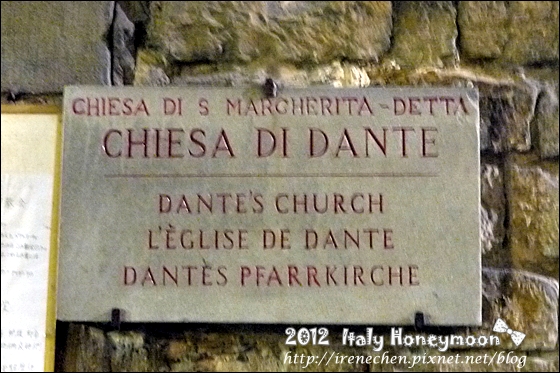 CHIESA DI S MARGHERITA-DETTA
CHIESA DI DANTE
DANTE'S CHURCH
L'ÈGLISE DE DANTE
DANTÈS PFARRKIRCHE
2012 Italy Honeymoon
http://irenechen.pixnet.net/blog